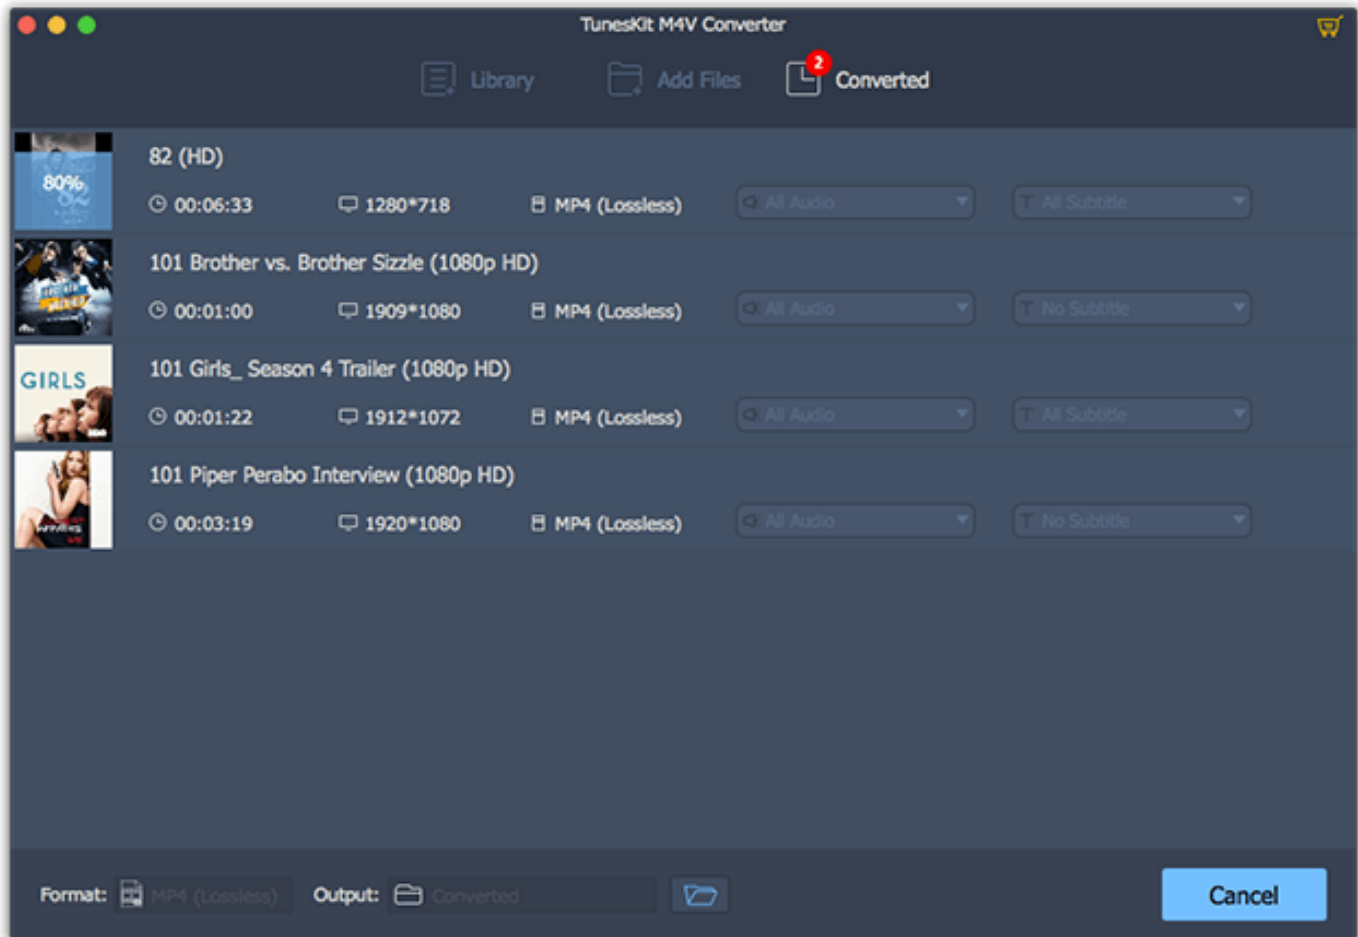 TunesKit M4V Converter
Library
Add Files
2
Converted
80%
82
82 (HD)
00:06:33 1280*718 MP4 (Lossless) All Audio T All Subtitle
101 Brother vs. Brother Sizzle (1080p HD)
00:01:00 1909*1080 MP4 (Lossless) All Audio T No Subtitle
GIRLS
101 Girls_ Season 4 Trailer (1080p HD)
00:01:22 1912*1072 MP4 (Lossless) All Audio T All Subtitle
101 Piper Perabo Interview (1080p HD)
00:03:19 1920*1080 MP4 (Lossless) All Audio T No Subtitle
Format: MP4 (Lossless) Output: Converted
Cancel